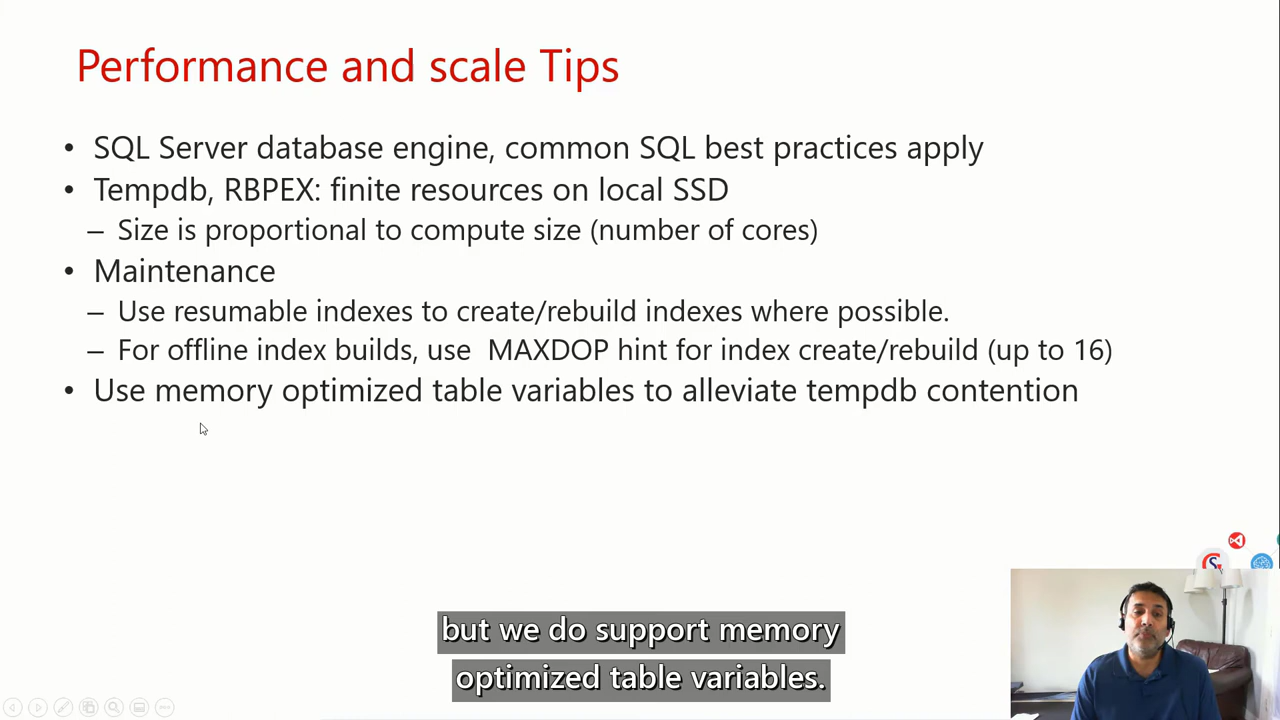 Performance and scale Tips
• SQL Server database engine, common SQL best practices apply
• Tempdb, RBPEX: finite resources on local SSD
– Size is proportional to compute size (number of cores)
• Maintenance
– Use resumable indexes to create/rebuild indexes where possible.
– For offline index builds, use MAXDOP hint for index create/rebuild (up to 16)
• Use memory optimized table variables to alleviate tempdb contention
but we do support memory
optimized table variables.